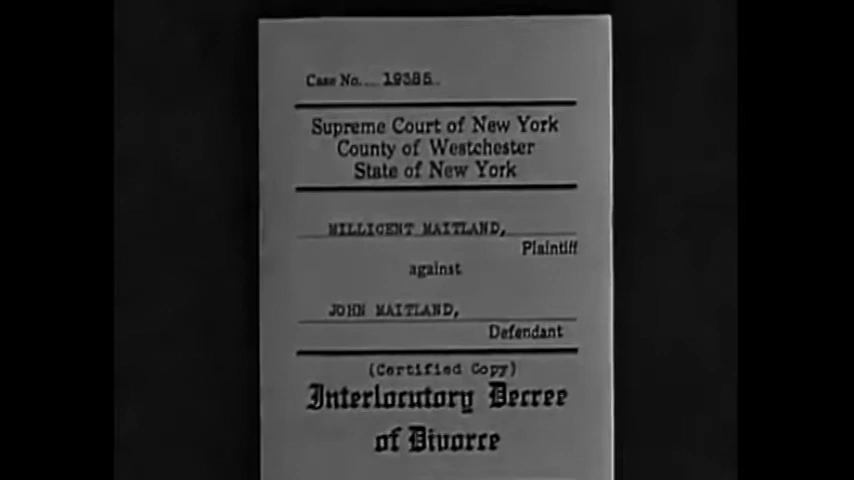 Case No.... 19385..
Supreme Court of New York
County of Westchester
State of New York
MILLICENT MAITLAND,
Plaintiff
against
JOHN MAITLAND,
Defendant
(Certified Copy)
Interlocutory Decree
of Divorce